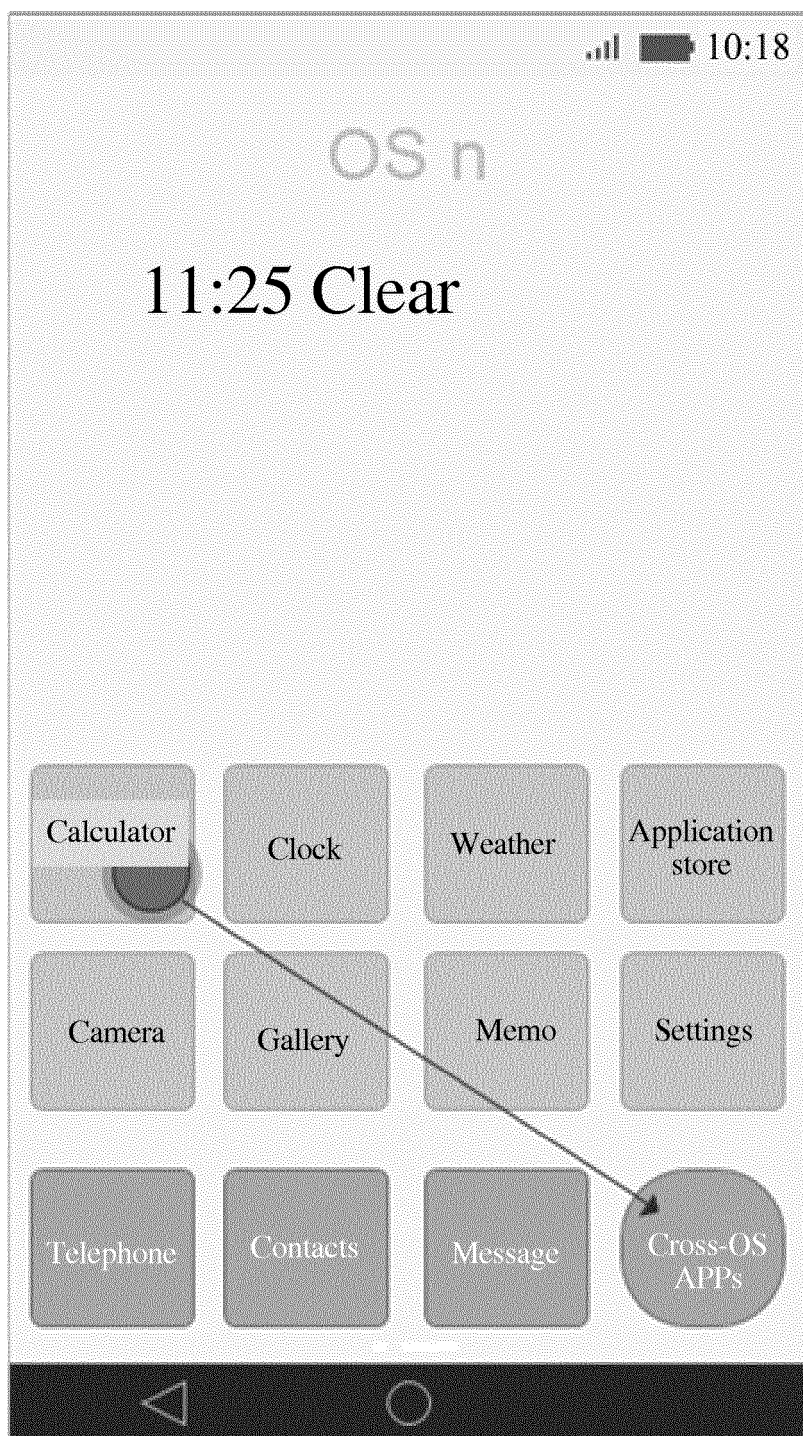 10:18
OS n
11:25 Clear
Calculator
Clock
Weather
Application
store
Camera
Gallery
Memo
Settings
Telephone
Contacts
Message
Cross-OS
APPs